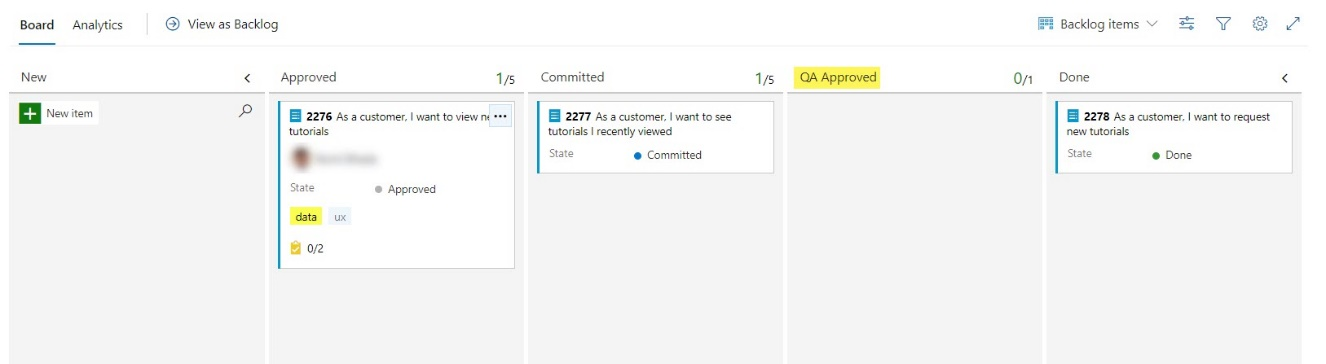 Board Analytics View as Backlog Backlog items
New Approved 1/5 Committed 1/5 QA Approved 0/1 Done
New item
2276 As a customer, I want to view
tutorials
State Approved
data ux
0/2
2277 As a customer, I want to see
tutorials I recently viewed
State Committed
2278 As a customer, I want to request
new tutorials
State Done